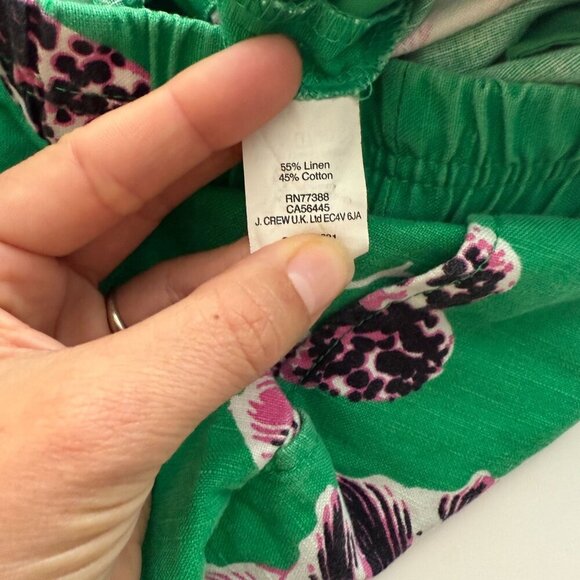 55% Linen
45% Cotton
RN77388
CA56445
J. CREW U.K. Ltd EC4V 6JA